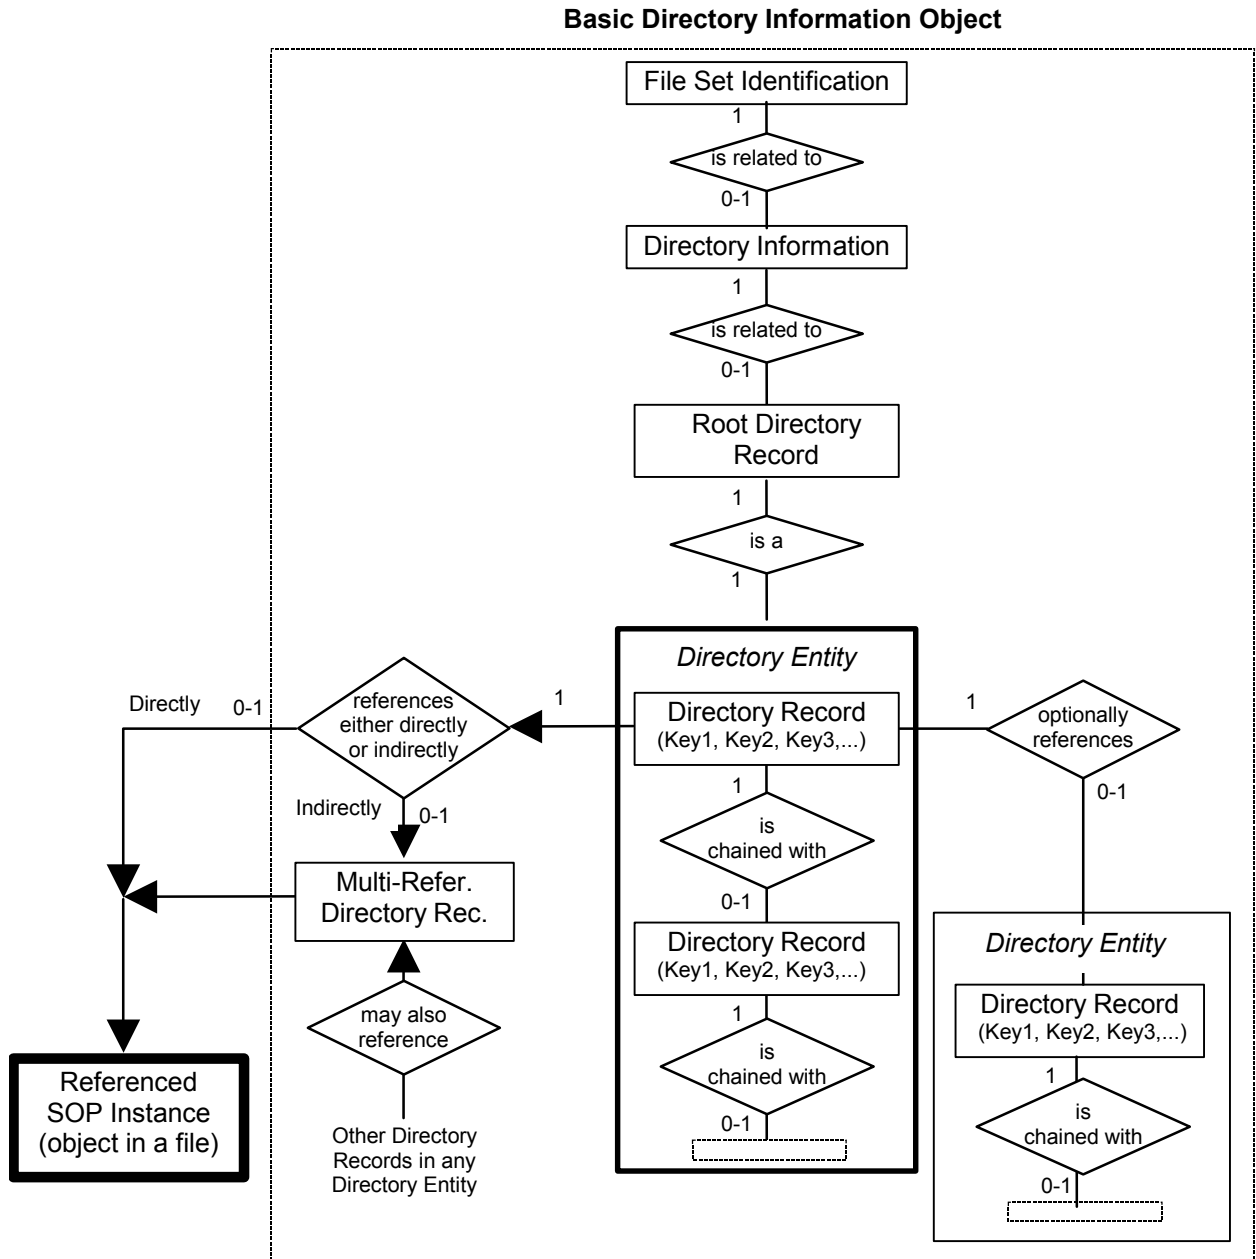 Basic Directory Information Object
File Set Identification
1
is related to
0-1
Directory Information
1
is related to
0-1
Root Directory
Record
1
is a
1
Directory Entity
Directly
0-1
references
either directly
or indirectly
1
Directory Record
(Key1, Key2, Key3,...)
1
optionally
references
0-1
Indirectly
0-1
1
is
chained with
0-1
Multi-Refer.
Directory Rec.
Directory Record
(Key1, Key2, Key3,...)
1
is
chained with
0-1
may also
reference
Other Directory
Records in any
Directory Entity
Referenced
SOP Instance
(object in a file)
Directory Entity
Directory Record
(Key1, Key2, Key3,...)
1
is
chained with
0-1